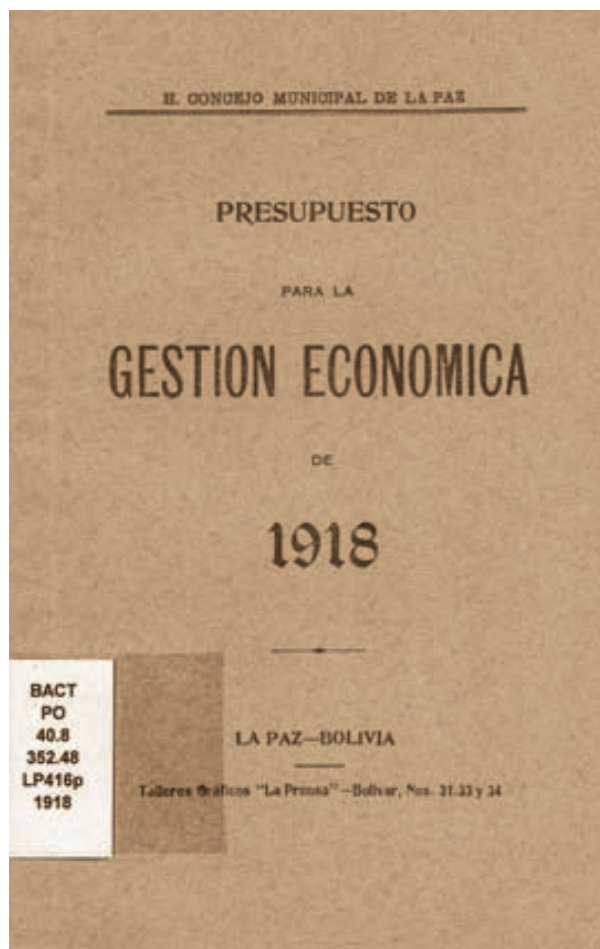 H. CONCEJO MUNICIPAL DE LA PAZ
PRESUPUESTO
PARA LA
GESTION ECONOMICA
DE
1918
LA PAZ—BOLIVIA
Talleres Gráficos "La Prensa"—Bolívar, Nos. 31.33 y 34
BACT
PO
40.8
352.48
LP416p
1918